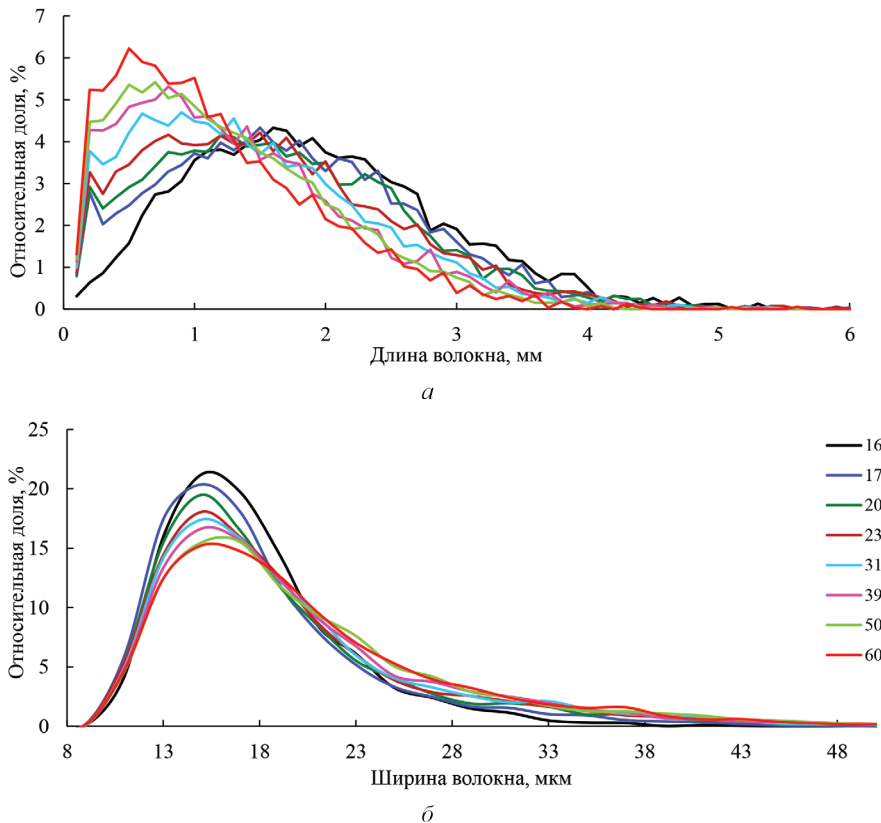 7
6
5
4
3
2
1
0
Относительная доля, %
0 1 2 3 4 5 6
Длина волокна, мм
а
25
20
15
10
5
0
Относительная доля, %
8 13 18 23 28 33 38 43 48
Ширина волокна, мкм
16
17
20
23
31
39
50
60
б